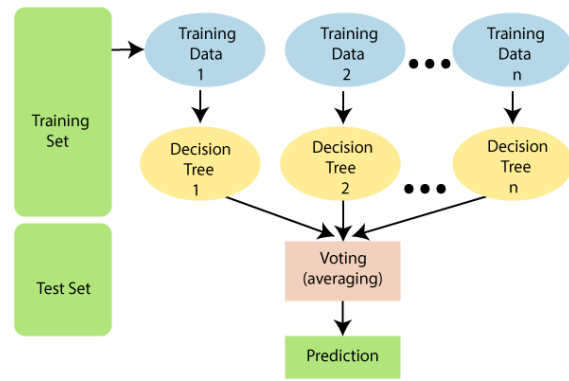 Training
Set
Training
Data
1
Training
Data
2
Training
Data
n
Decision
Tree
1
Decision
Tree
2
Decision
Tree
n
Test Set
Voting
(averaging)
Prediction